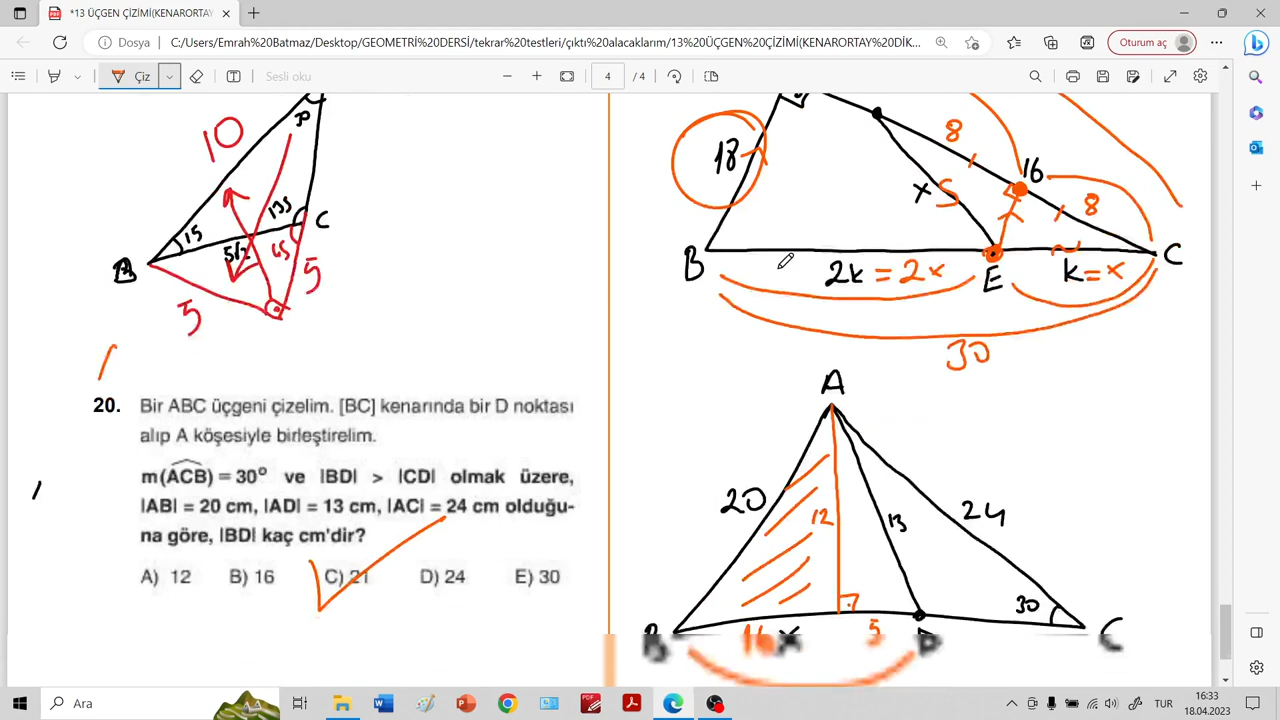 *13 ÜÇGEN ÇİZİMİ(KENARORTAY
Dosya C:/Users/Emrah%20Batmaz/Desktop/GEOMETRİ%20DERSİ/tekrar%20testleri/çıktı%20alacaklarım/13%20ÜÇGEN%20ÇİZİMİ(KENARORTAY%20DİK... Oturum aç
Çiz Sesli oku 4 / 4
10
15
135
C
5√2
45
5
B
5
18
8
16
x 5
8
B
2k = 2x
E
k = x
C
30
20. Bir ABC üçgeni çizelim. [BC] kenarında bir D noktası
alıp A köşesiyle birleştirelim.
m(ACB) = 30° ve |BD| > |CD| olmak üzere,
|AB| = 20 cm, |AD| = 13 cm, |AC| = 24 cm olduğu-
na göre, |BD| kaç cm'dir?
A) 12 B) 16 C) 21 D) 24 E) 30
A
20
12
13
24
30
B
16
x
5
D
C
Ara
TUR
16:33
18.04.2023